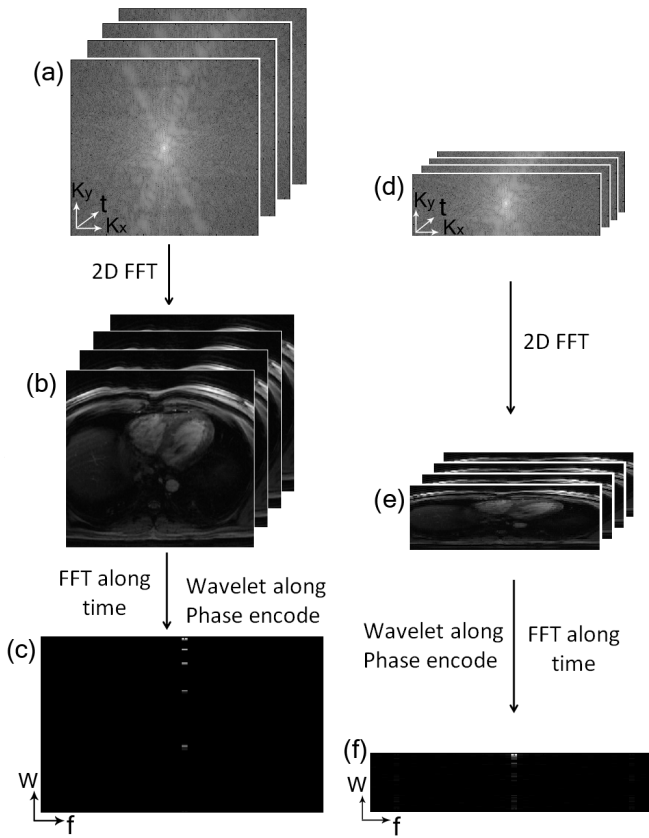 (a)
Ky
t
Kx
2D FFT
(b)
FFT along
time
Wavelet along
Phase encode
(c)
W
f
(d)
Ky
t
Kx
2D FFT
(e)
Wavelet along
Phase encode
FFT along
time
(f)
W
f